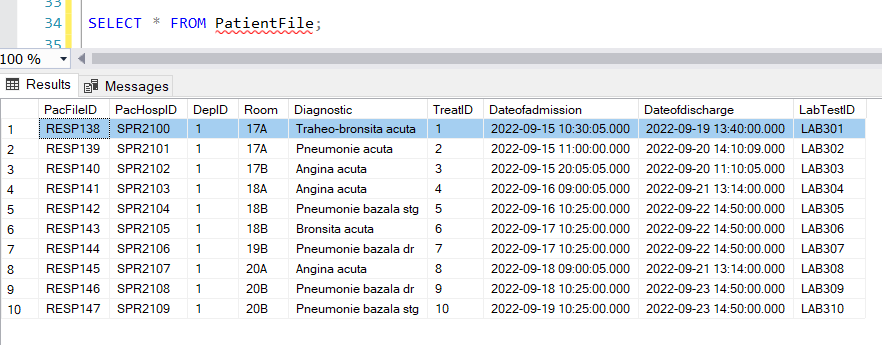 33
34 SELECT * FROM PatientFile;
35
100 %
Results Messages
PacFileID PacHospID DepID Room Diagnostic TreatID Dateofadmission Dateofdischarge LabTestID
1 RESP138 SPR2100 1 17A Traheo-bronsita acuta 1 2022-09-15 10:30:05.000 2022-09-19 13:40:00.000 LAB301
2 RESP139 SPR2101 1 17A Pneumonie acuta 2 2022-09-15 11:00:00.000 2022-09-20 14:10:09.000 LAB302
3 RESP140 SPR2102 1 17B Angina acuta 3 2022-09-15 20:05:05.000 2022-09-20 11:10:05.000 LAB303
4 RESP141 SPR2103 1 18A Angina acuta 4 2022-09-16 09:00:05.000 2022-09-21 13:14:00.000 LAB304
5 RESP142 SPR2104 1 18B Pneumonie bazala stg 5 2022-09-16 10:25:00.000 2022-09-22 14:50:00.000 LAB305
6 RESP143 SPR2105 1 18B Bronsita acuta 6 2022-09-17 10:25:00.000 2022-09-22 14:50:00.000 LAB306
7 RESP144 SPR2106 1 19B Pneumonie bazala dr 7 2022-09-17 10:25:00.000 2022-09-22 14:50:00.000 LAB307
8 RESP145 SPR2107 1 20A Angina acuta 8 2022-09-18 09:00:05.000 2022-09-21 13:14:00.000 LAB308
9 RESP146 SPR2108 1 20B Pneumonie bazala dr 9 2022-09-18 10:25:00.000 2022-09-23 14:50:00.000 LAB309
10 RESP147 SPR2109 1 20B Pneumonie bazala stg 10 2022-09-19 10:25:00.000 2022-09-23 14:50:00.000 LAB310